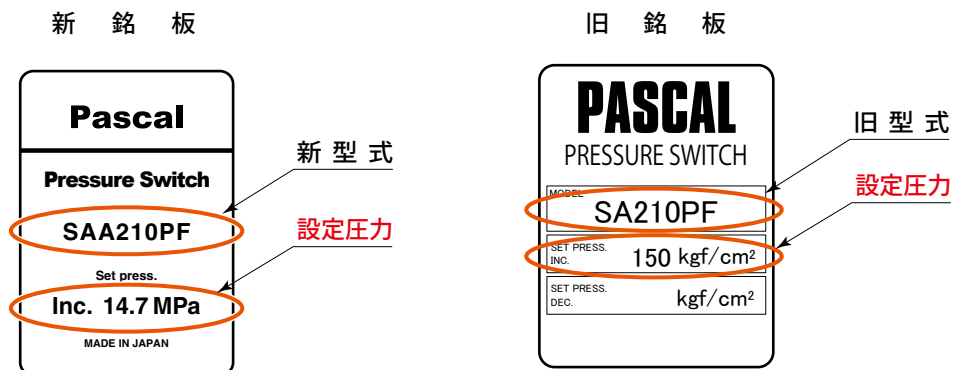 新銘板
Pascal
Pressure Switch
SAA210PF
Set press.
Inc. 14.7 MPa
MADE IN JAPAN
新型式
設定圧力
旧銘板
PASCAL
PRESSURE SWITCH
MODEL
SA210PF
SET PRESS.
INC.
150 kgf/cm²
SET PRESS.
DEC.
kgf/cm²
旧型式
設定圧力